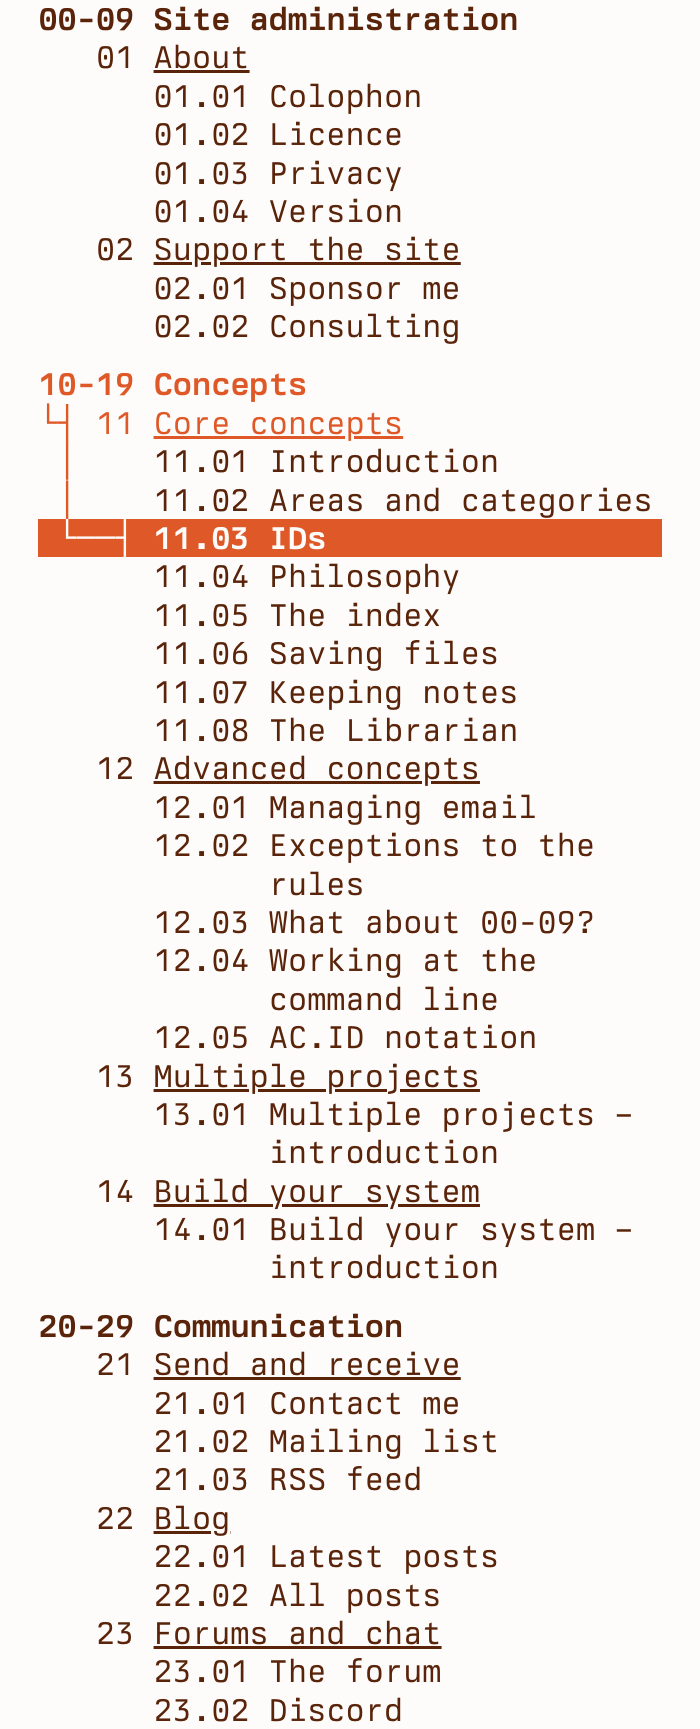 00-09 Site administration
01 About
01.01 Colophon
01.02 Licence
01.03 Privacy
01.04 Version
02 Support the site
02.01 Sponsor me
02.02 Consulting
10-19 Concepts
11 Core concepts
11.01 Introduction
11.02 Areas and categories
11.03 IDs
11.04 Philosophy
11.05 The index
11.06 Saving files
11.07 Keeping notes
11.08 The Librarian
12 Advanced concepts
12.01 Managing email
12.02 Exceptions to the
rules
12.03 What about 00-09?
12.04 Working at the
command line
12.05 AC.ID notation
13 Multiple projects
13.01 Multiple projects –
introduction
14 Build your system
14.01 Build your system –
introduction
20-29 Communication
21 Send and receive
21.01 Contact me
21.02 Mailing list
21.03 RSS feed
22 Blog
22.01 Latest posts
22.02 All posts
23 Forums and chat
23.01 The forum
23.02 Discord